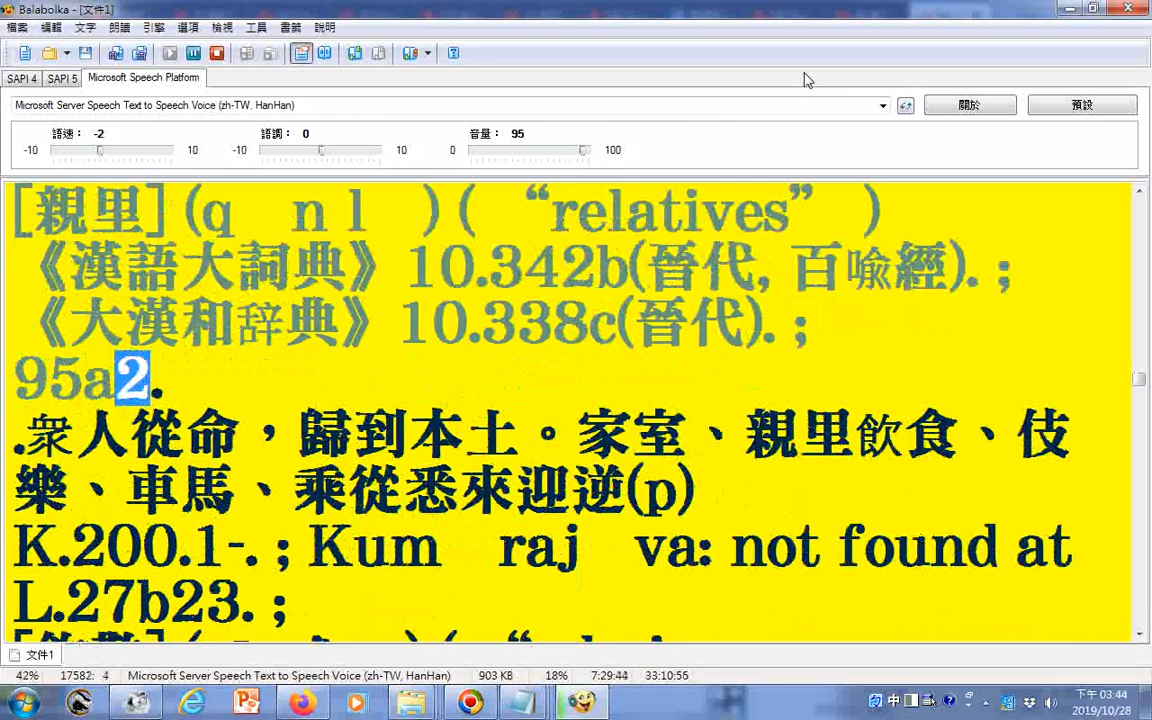 Balabolka - [文件1]
檔案 編輯 文字 朗讀 引擎 選項 檢視 工具 書籤 說明
SAPI 4 SAPI 5 Microsoft Speech Platform
Microsoft Server Speech Text to Speech Voice (zh-TW, HanHan) 關於 預設
語速： -2 語調： 0 音量： 95
-10 10 -10 10 0 100
[親里] (q n l ) ( “relatives” )
《漢語大詞典》 10.342b(晉代, 百喩經). ;
《大漢和辞典》 10.338c(晉代). ;
95a2.
.衆人從命，歸到本土。家室、親里飮食、伎
樂、車馬、乘從悉來迎逆(p)
K.200.1-. ; Kum raj va: not found at
L.27b23. ;
文件1
42% 17582: 4 Microsoft Server Speech Text to Speech Voice (zh-TW, HanHan) 903 KB 18% 7:29:44 33:10:55
中 下午 03:44
2019/10/28